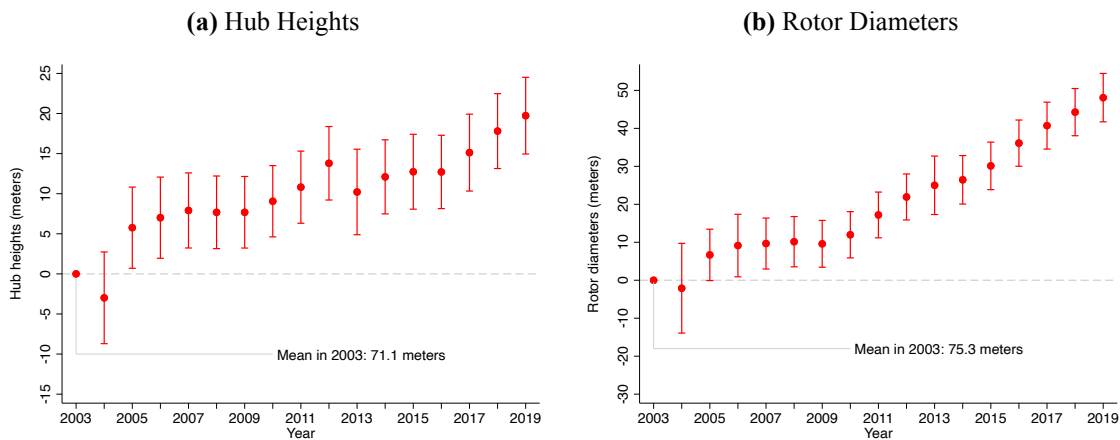 (a) Hub Heights
Hub heights (meters)
25
20
15
10
5
0
-5
-10
-15
Mean in 2003: 71.1 meters
2003 2005 2007 2009 2011 2013 2015 2017 2019
Year
(b) Rotor Diameters
Rotor diameters (meters)
50
40
30
20
10
0
-10
-20
-30
Mean in 2003: 75.3 meters
2003 2005 2007 2009 2011 2013 2015 2017 2019
Year